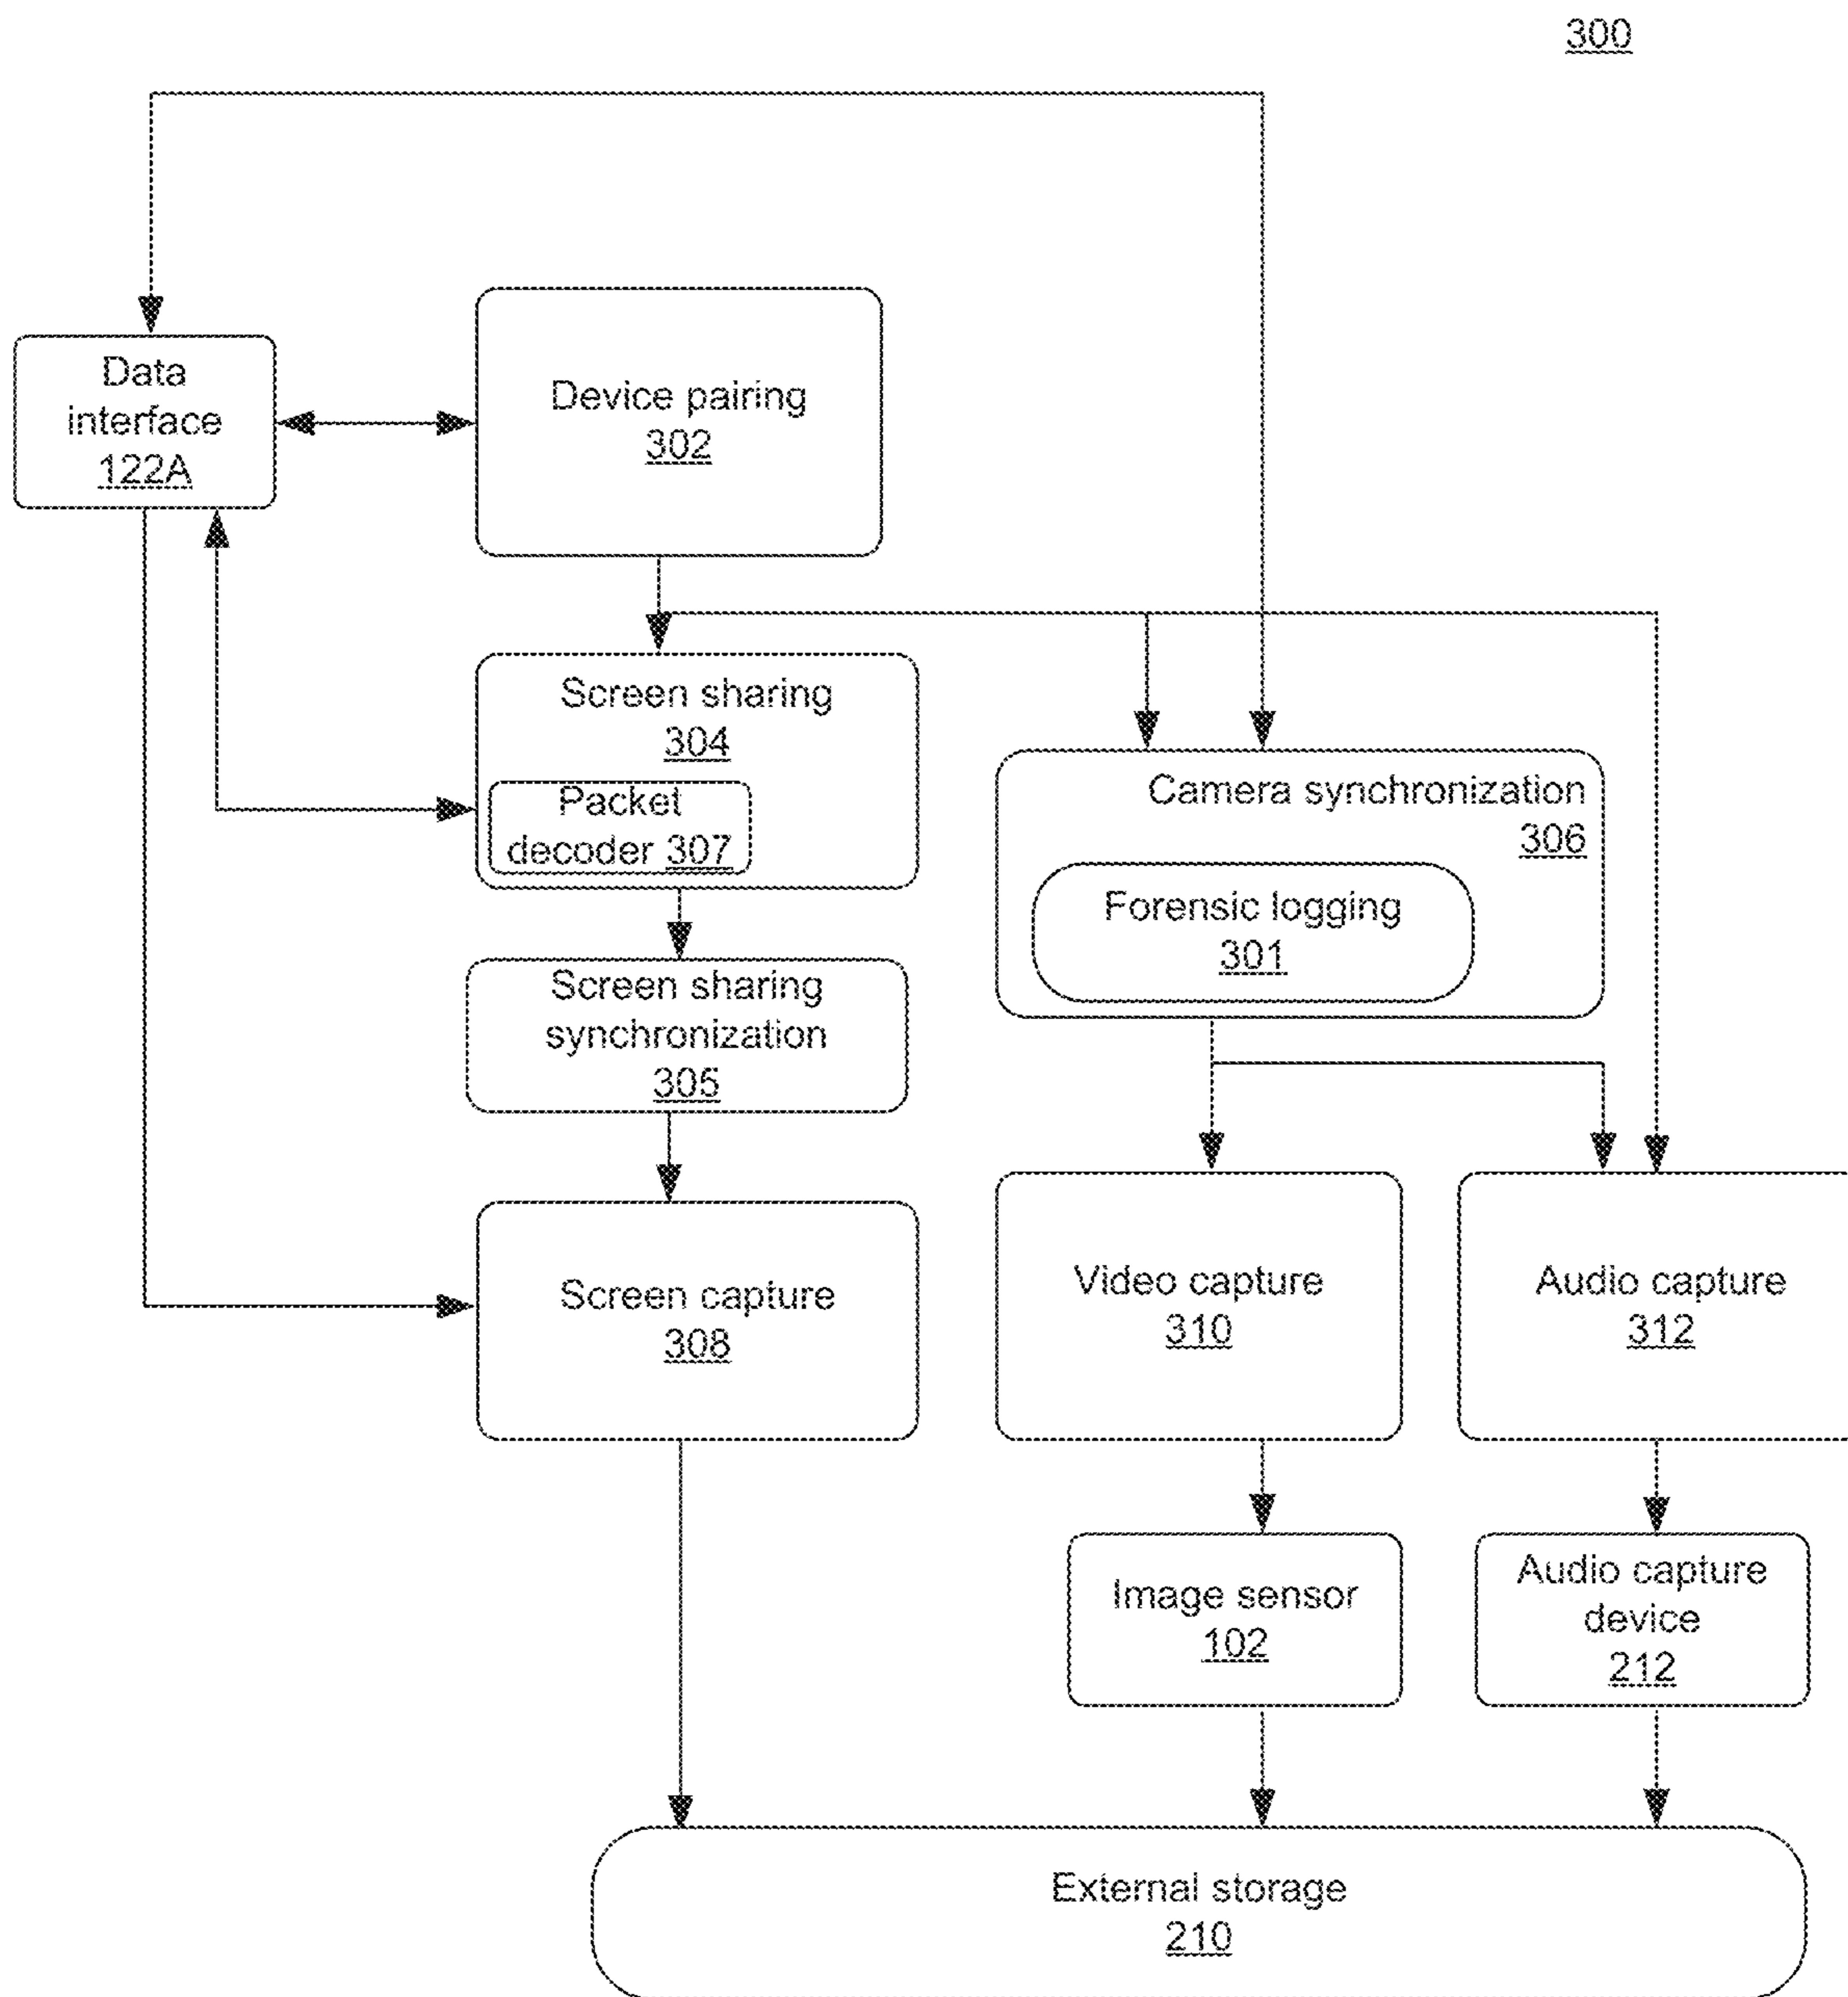 300
Data
interface
122A
Device pairing
302
Screen sharing
304
Packet
decoder 307
Camera synchronization
306
Forensic logging
301
Screen sharing
synchronization
305
Screen capture
308
Video capture
310
Audio capture
312
Image sensor
102
Audio capture
device
212
External storage
210